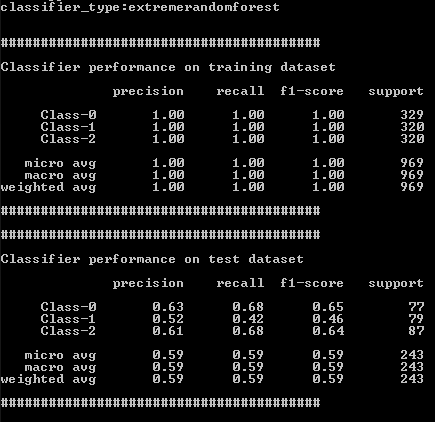 classifier_type:extremerandomforest
########################################
Classifier performance on training dataset
precision recall f1-score support
Class-0 1.00 1.00 1.00 329
Class-1 1.00 1.00 1.00 320
Class-2 1.00 1.00 1.00 320
micro avg 1.00 1.00 1.00 969
macro avg 1.00 1.00 1.00 969
weighted avg 1.00 1.00 1.00 969
########################################
########################################
Classifier performance on test dataset
precision recall f1-score support
Class-0 0.63 0.68 0.65 77
Class-1 0.52 0.42 0.46 79
Class-2 0.61 0.68 0.64 87
micro avg 0.59 0.59 0.59 243
macro avg 0.59 0.59 0.59 243
weighted avg 0.59 0.59 0.59 243
########################################